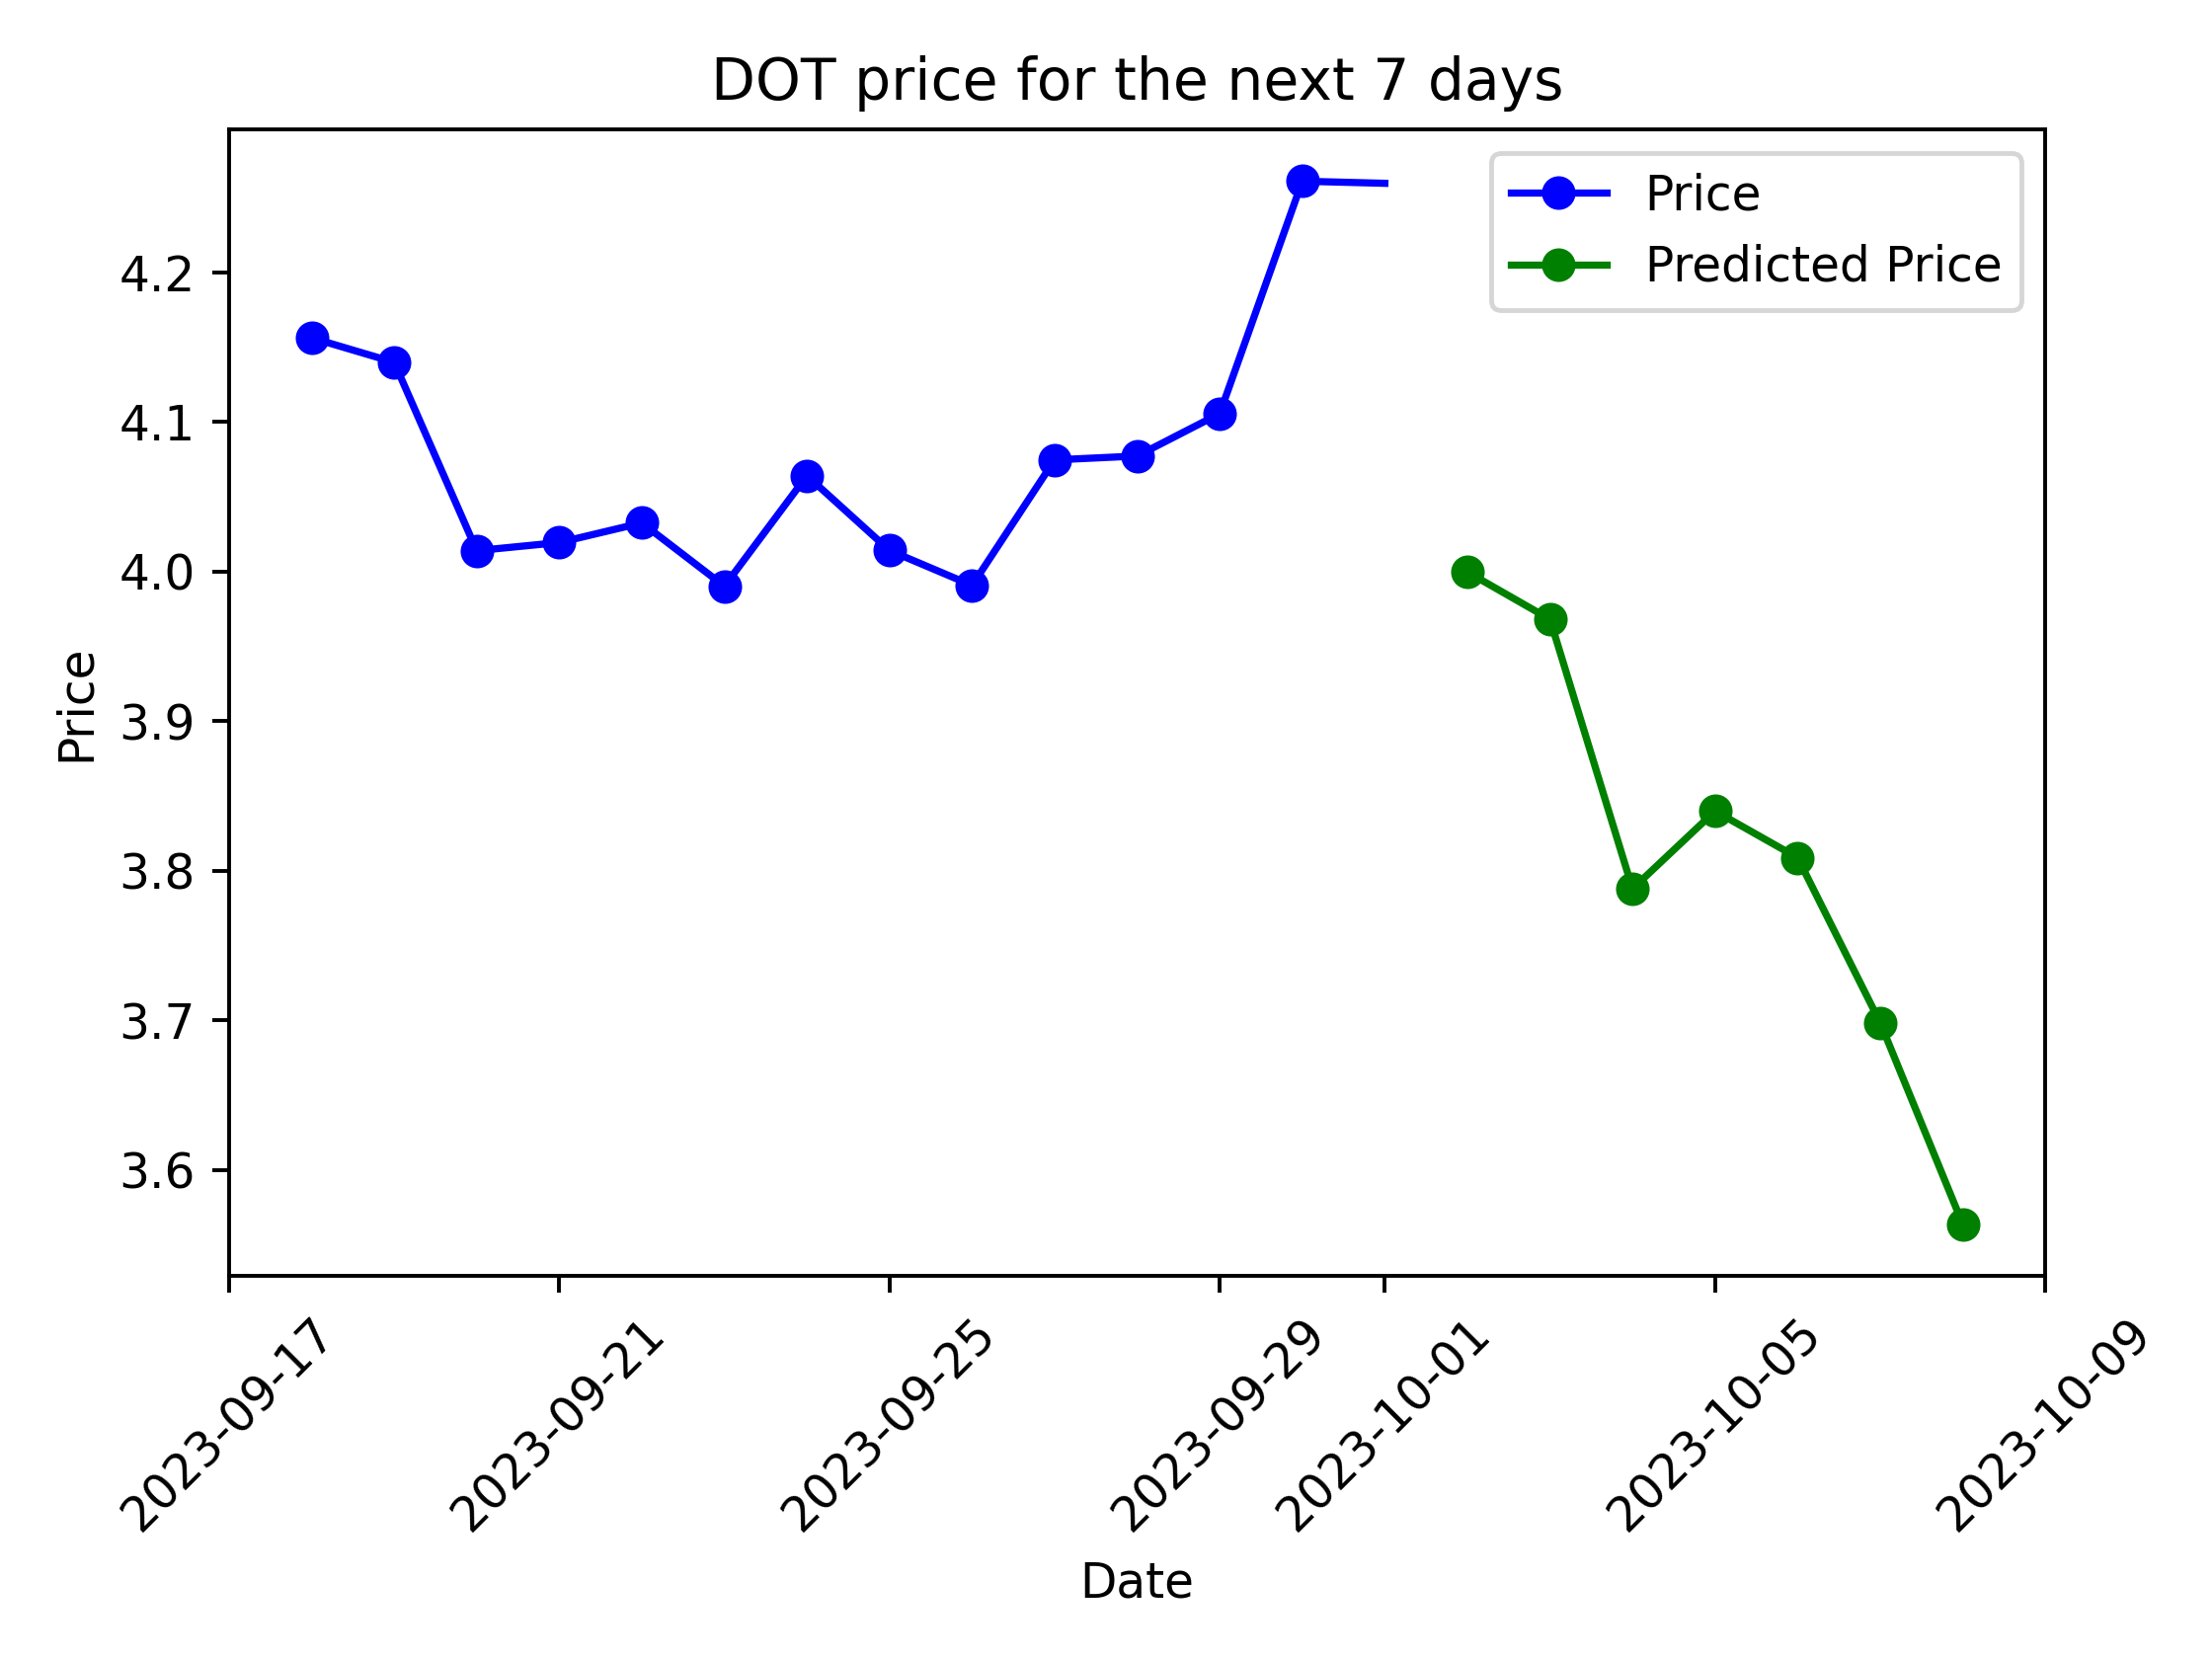 DOT price for the next 7 days
Price
Predicted Price
4.2
4.1
4.0
3.9
3.8
3.7
3.6
Price
2023-09-17
2023-09-21
2023-09-25
2023-09-29
2023-10-01
2023-10-05
2023-10-09
Date